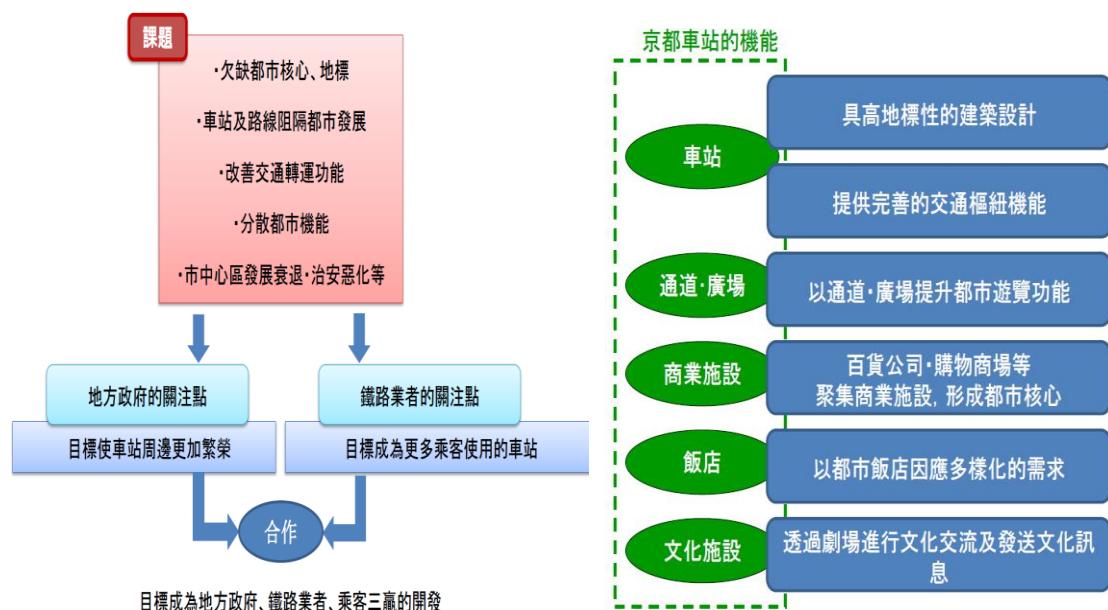 課題
·欠缺都市核心、地標
·車站及路線阻隔都市發展
·改善交通轉運功能
·分散都市機能
·市中心區發展衰退·治安惡化等
地方政府的關注點
目標使車站周邊更加繁榮
鐵路業者的關注點
目標成為更多乘客使用的車站
合作
目標成為地方政府、鐵路業者、乘客三贏的開發
京都車站的機能
車站
具高地標性的建築設計
提供完善的交通樞紐機能
通道·廣場
以通道·廣場提升都市遊覽功能
商業施設
百貨公司·購物商場等
聚集商業施設, 形成都市核心
飯店
以都市飯店因應多樣化的需求
文化施設
透過劇場進行文化交流及發送文化訊
息